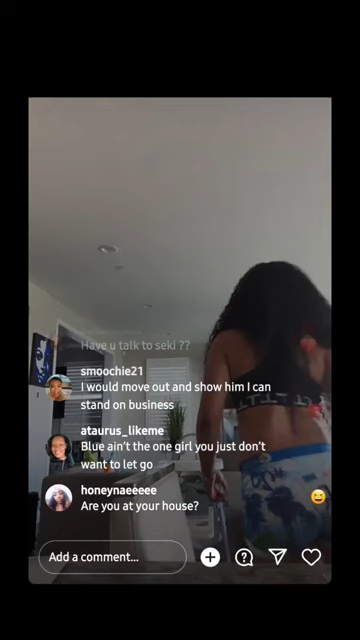 Have u talk to seki ??
smoochie21
I would move out and show him I can
stand on business
ataurus_likeme
Blue ain't the one girl you just don't
want to let go
honeynaeeeee
Are you at your house?
Add a comment...